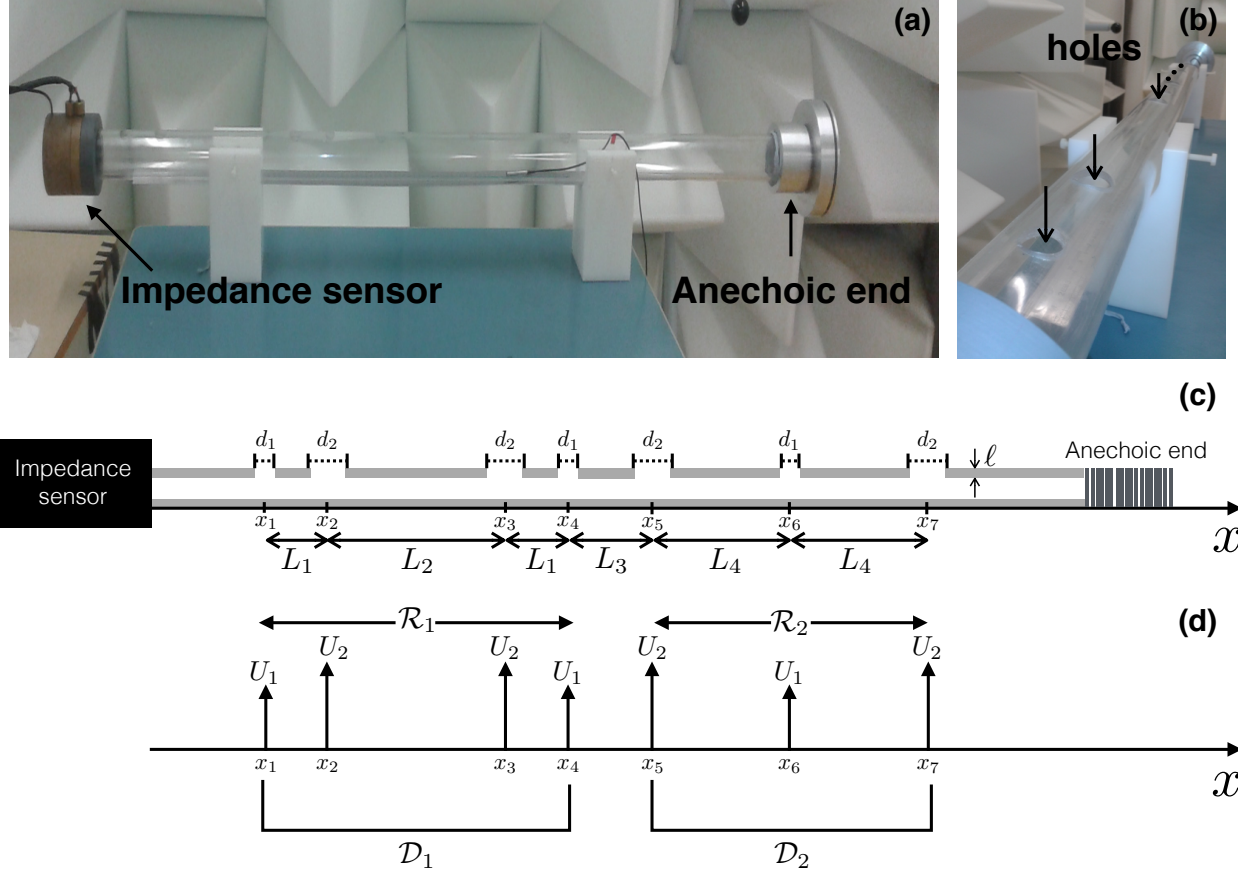 (a)
Impedance sensor
Anechoic end
(b)
holes
(c)
d₁ d₂ d₂ d₁ d₂ d₁ d₂
Impedance
sensor
Anechoic end
ℓ
x₁ x₂ x₃ x₄ x₅ x₆ x₇
x
L₁ L₂ L₁ L₃ L₄ L₄
(d)
R₁ R₂
U₁ U₂ U₂ U₁ U₂ U₁ U₂
x₁ x₂ x₃ x₄ x₅ x₆ x₇
x
D₁ D₂